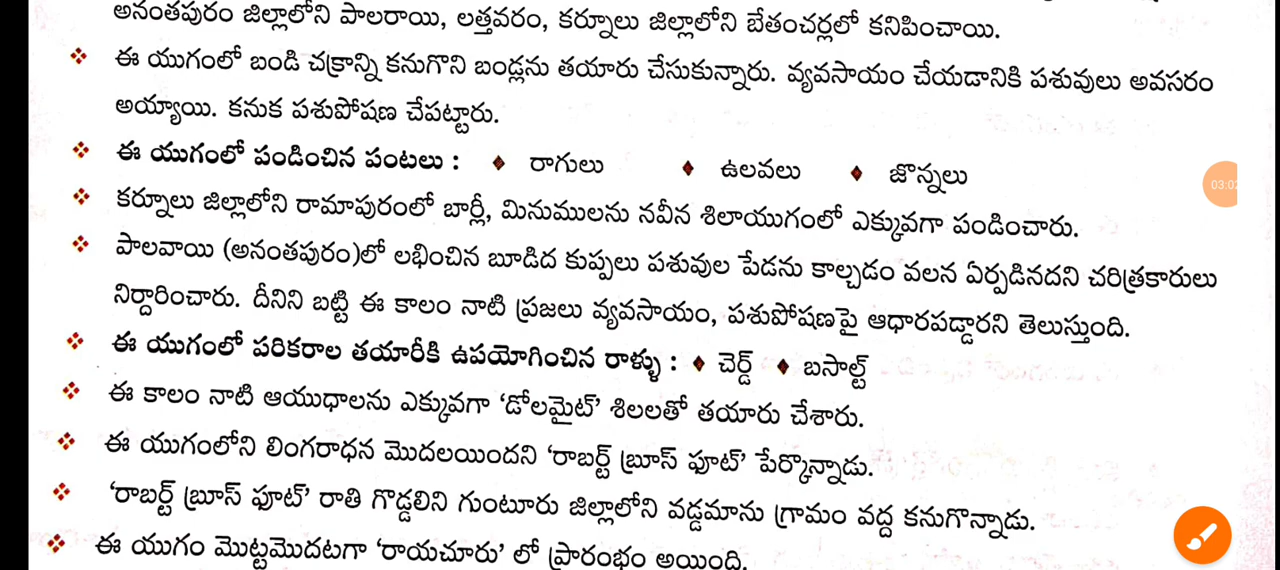 అనంతపురం జిల్లాలోని పాలరాయి, లత్తవరం, కర్నూలు జిల్లాలోని బేతంచర్లలో కనిపించాయి.
❖ ఈ యుగంలో బండి చక్రాన్ని కనుగొని బండ్లను తయారు చేసుకున్నారు. వ్యవసాయం చేయడానికి పశువులు అవసరం
అయ్యాయి. కనుక పశుపోషణ చేపట్టారు.
❖ ఈ యుగంలో పండించిన పంటలు : ♦ రాగులు ♦ ఉలవలు ♦ జొన్నలు
❖ కర్నూలు జిల్లాలోని రామాపురంలో బార్లీ, మినుములను నవీన శిలాయుగంలో ఎక్కువగా పండించారు.
❖ పాలవాయి (అనంతపురం)లో లభించిన బూడిద కుప్పలు పశువుల పేడను కాల్చడం వలన ఏర్పడినదని చరిత్రకారులు
నిర్దారించారు. దీనిని బట్టి ఈ కాలం నాటి ప్రజలు వ్యవసాయం, పశుపోషణపై ఆధారపడ్డారని తెలుస్తుంది.
❖ ఈ యుగంలో పరికరాల తయారీకి ఉపయోగించిన రాళ్ళు : ♦ చెర్డ్ ♦ బసాల్ట్
❖ ఈ కాలం నాటి ఆయుధాలను ఎక్కువగా ‘డోలమైట్’ శిలలతో తయారు చేశారు.
❖ ఈ యుగంలోని లింగరాధన మొదలయిందని ‘రాబర్ట్ బ్రూస్ ఫూట్’ పేర్కొన్నాడు.
❖ ‘రాబర్ట్ బ్రూస్ ఫూట్’ రాతి గొడ్డలిని గుంటూరు జిల్లాలోని వడ్డమాను గ్రామం వద్ద కనుగొన్నాడు.
❖ ఈ యుగం మొట్టమొదటగా ‘రాయచూరు’ లో ప్రారంభం అయింది.